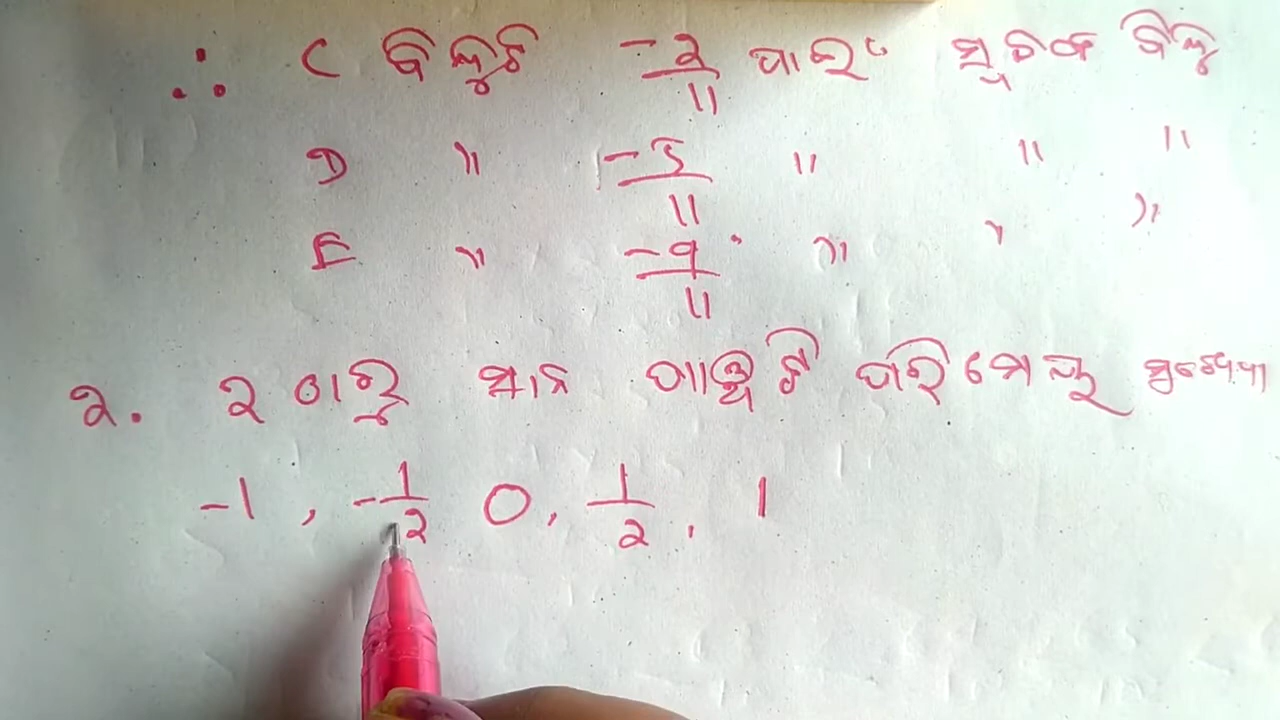 ∴ C ବିନ୍ଦୁଟି -2/11 ପାଇଁ ସୂଚକ ବିନ୍ଦୁ
D " -5/11 " " "
E " -9/11 " " "
2. 2 ଠାରୁ ସାନ ପାଞ୍ଚଟି ପରିମେୟ
-1, -1/2 0, 1/2, 1